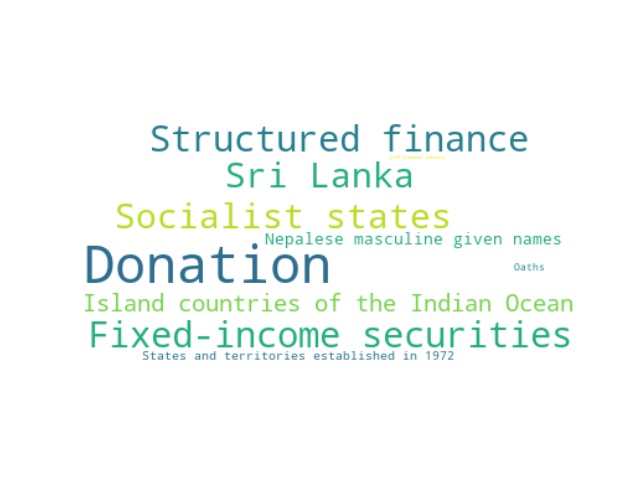 Structured finance
Sri Lanka
Socialist states
Nepalese masculine given names
Donation
Oaths
Island countries of the Indian Ocean
Fixed-income securities
States and territories established in 1972